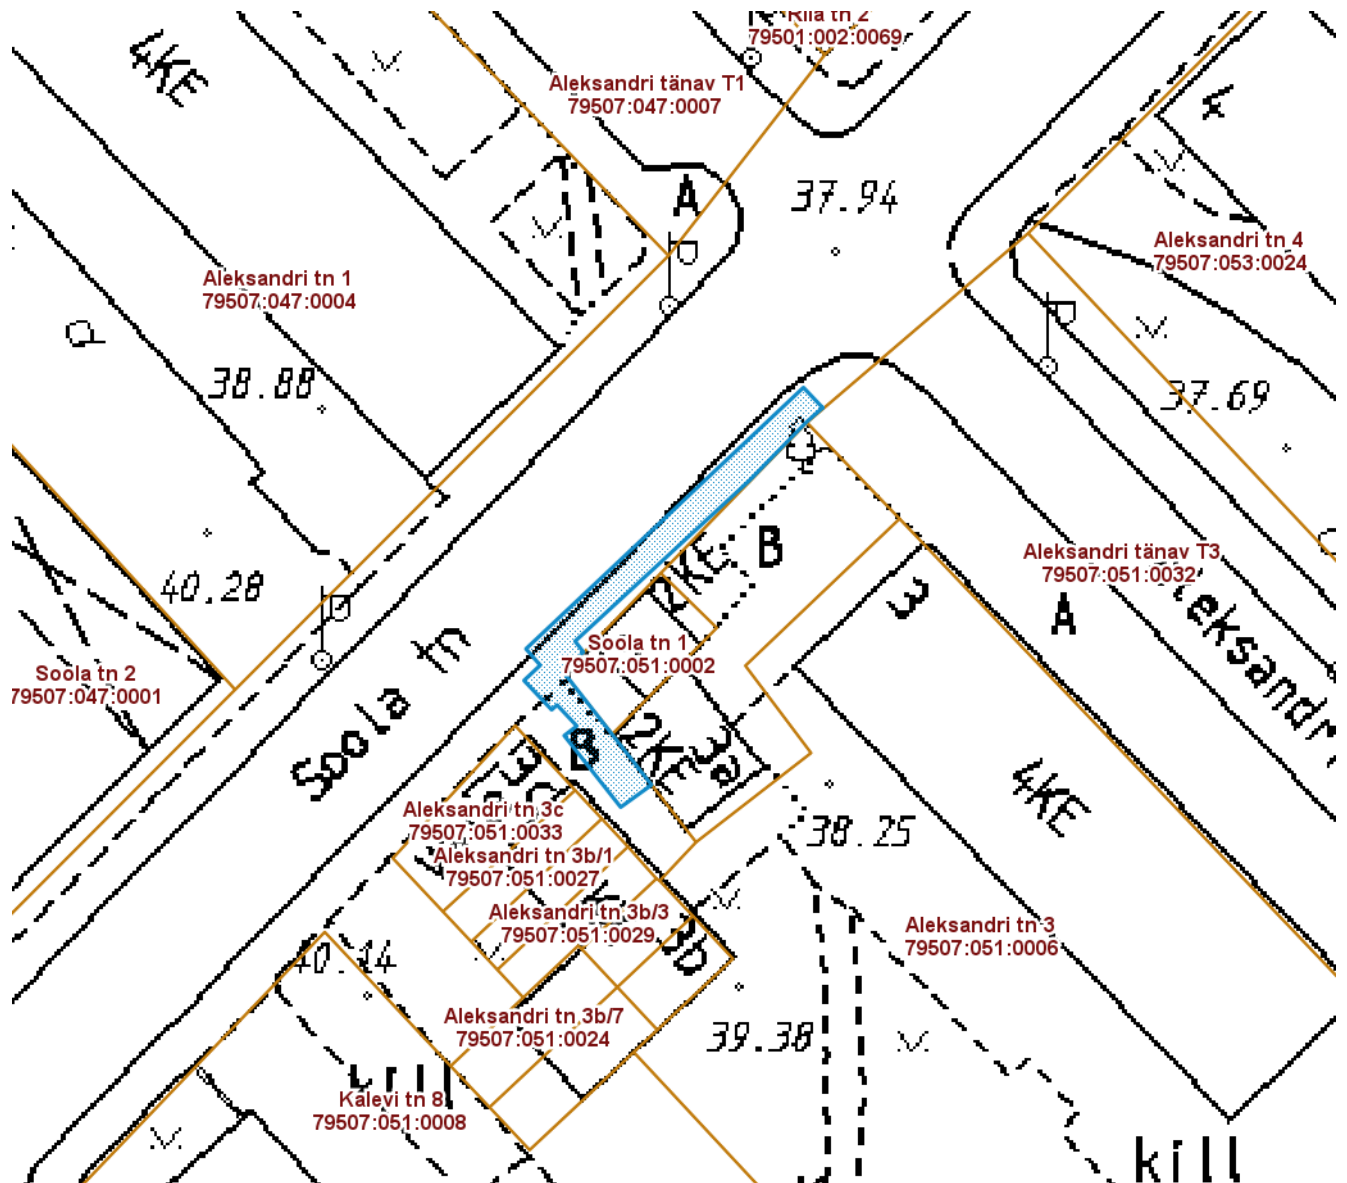 Riia tn 2
79501:002:0069
4KE
Aleksandri tänav T1
79507:047:0007
A
37.94
Aleksandri tn 4
79507:053:0024
Aleksandri tn 1
79507:047:0004
38.88
37.69
40.28
B
2KE
3
Aleksandri tänav T3
79507:051:0032
A
Aleksandri
Soola tn
Soola tn 1
79507:051:0002
Soola tn 2
79507:047:0001
B
2KE
3a
4KE
38.25
Aleksandri tn 3c
79507:051:0033
Aleksandri tn 3b/1
79507:051:0027
Aleksandri tn 3b/3
79507:051:0029
3b
Aleksandri tn 3
79507:051:0006
40.14
Aleksandri tn 3b/7
79507:051:0024
39.38
Kalevi tn 8
79507:051:0008
kill